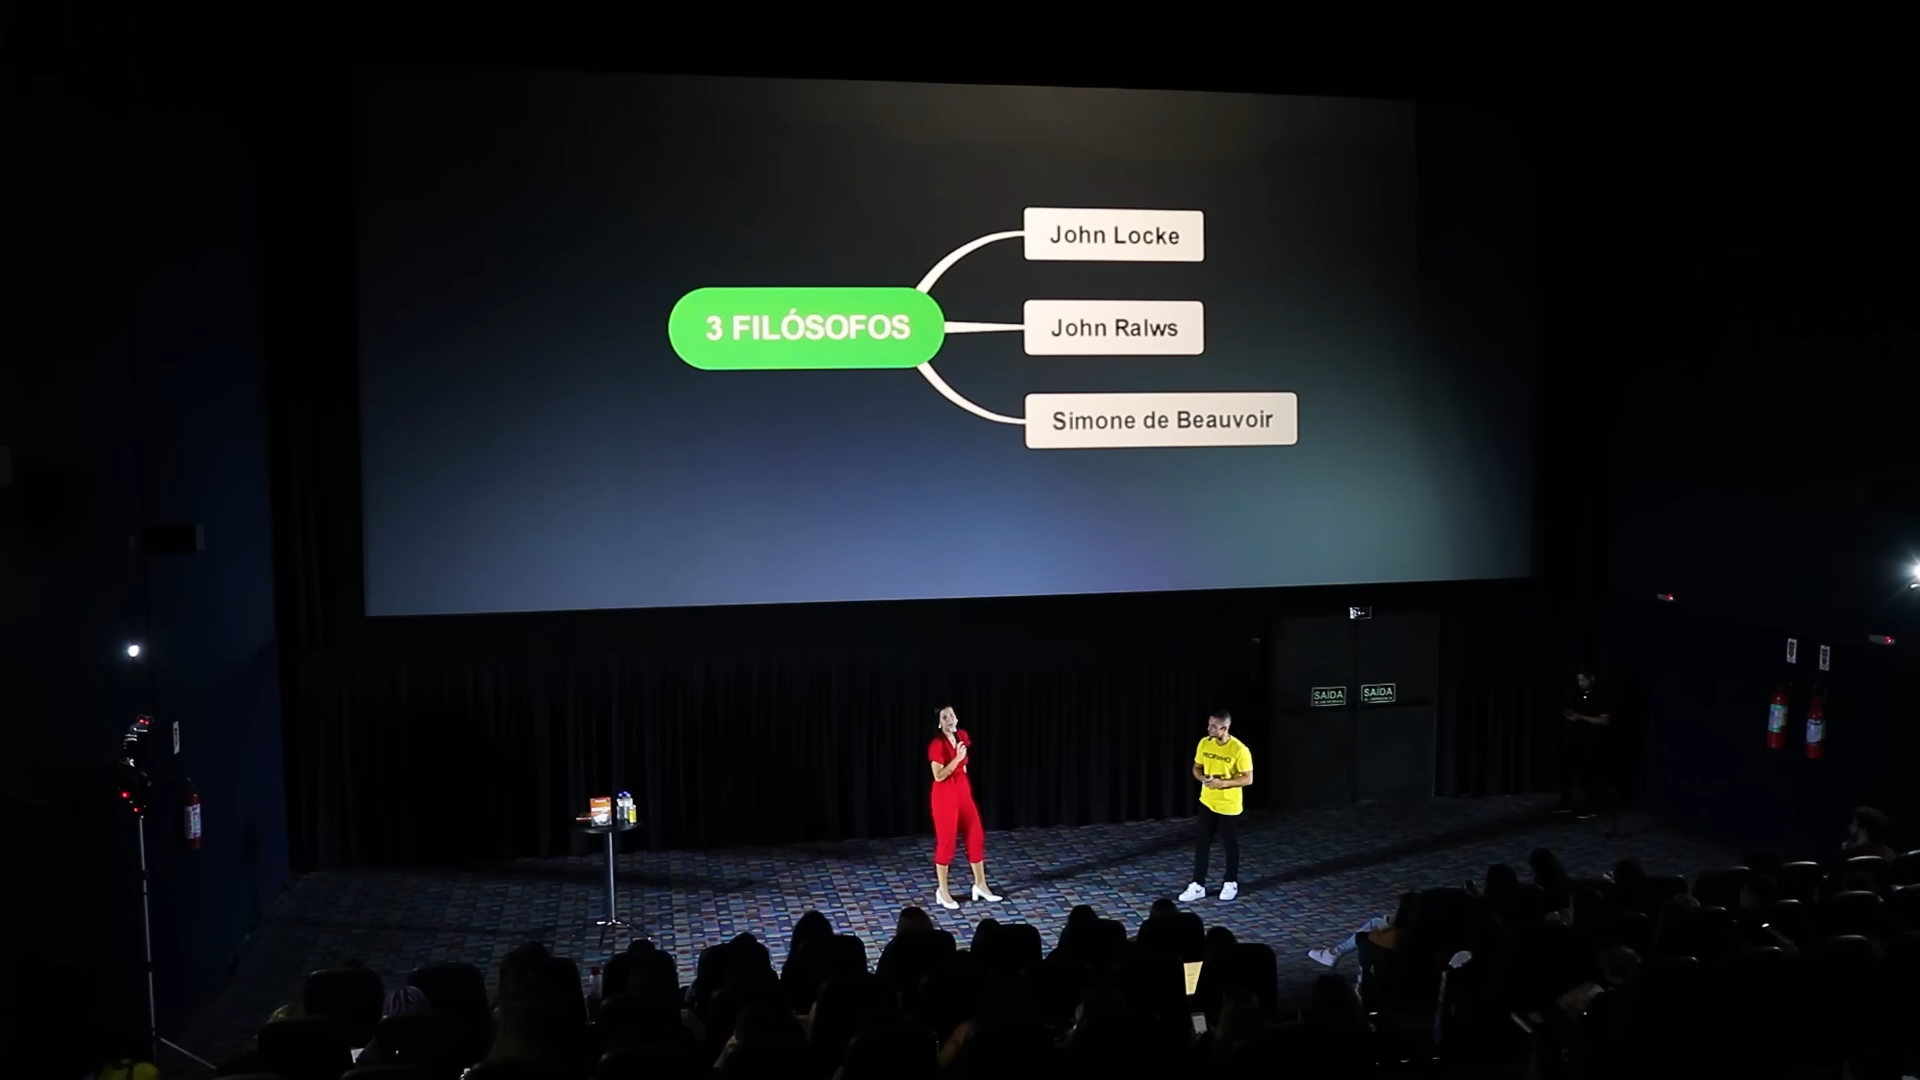 John Locke
3 FILÓSOFOS
John Ralws
Simone de Beauvoir
SAÍDA
SAÍDA